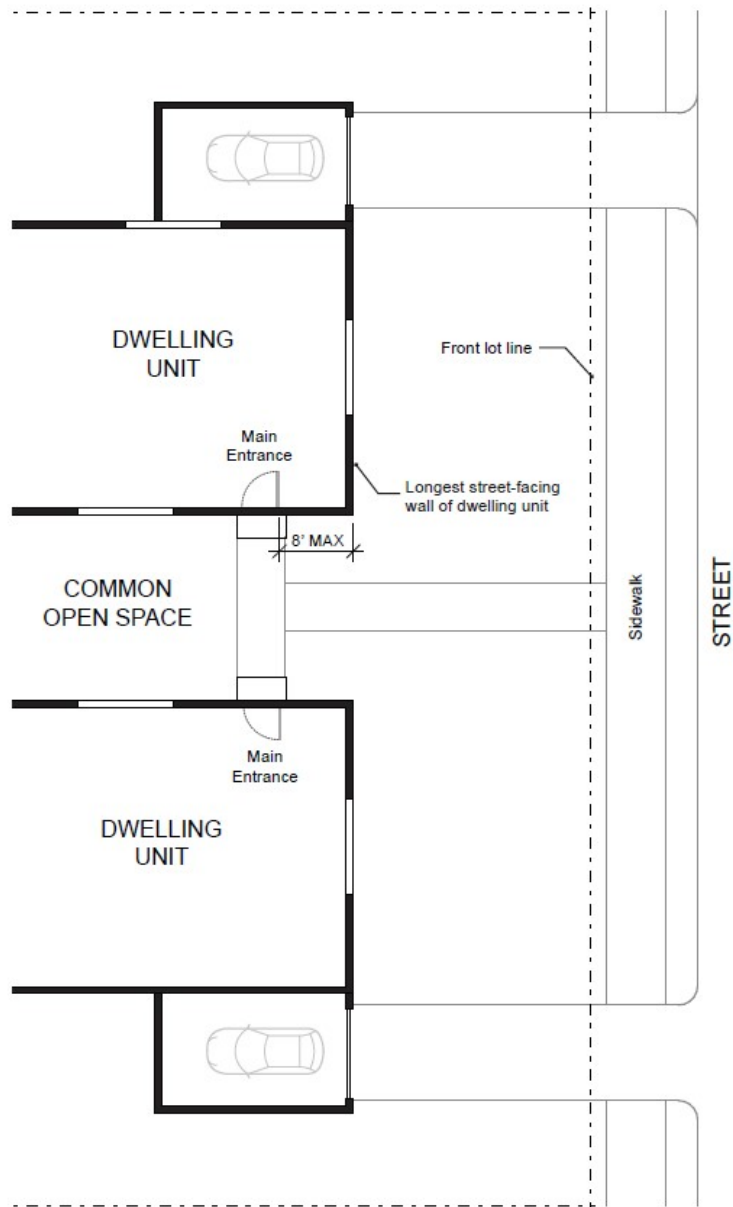 DWELLING
UNIT
Front lot line
Main
Entrance
Longest street-facing
wall of dwelling unit
8' MAX
COMMON
OPEN SPACE
Sidewalk
STREET
Main
Entrance
DWELLING
UNIT